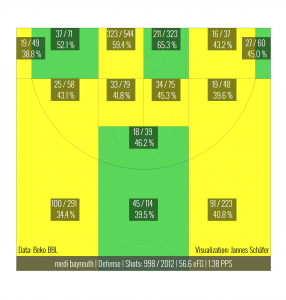 37 / 71
52.1%
323 / 544
59.4%
211 / 323
65.3%
16 / 37
43.2%
19 / 49
38.8%
27 / 60
45.0%
25 / 58
43.1%
33 / 79
41.8%
34 / 75
45.3%
19 / 48
39.6%
18 / 39
46.2%
100 / 291
34.4%
45 / 114
39.5%
91 / 223
40.8%
Data: Beko BBL
Visualization: Jannes Schäfer
medi bayreuth | Defense | Shots: 998 / 2012 | 56.6 eFG | 1.38 PPS